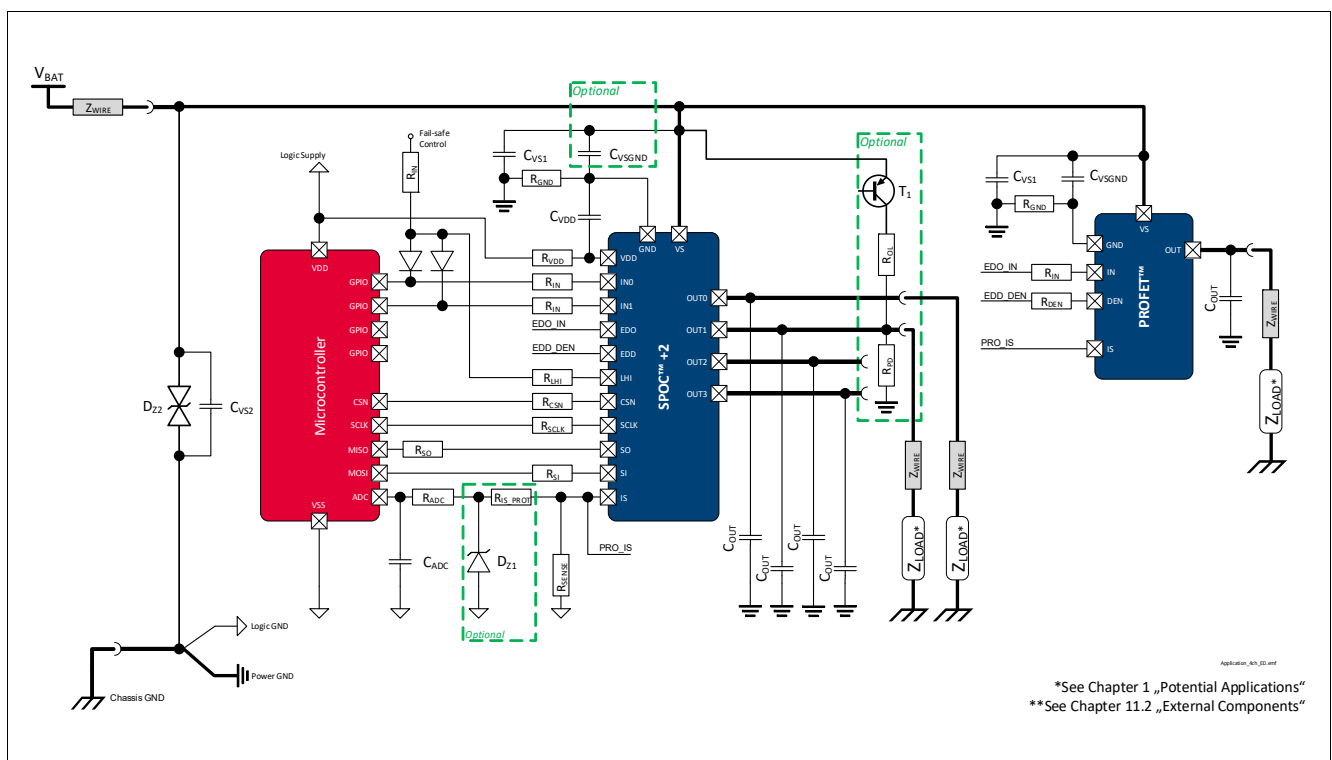 VBAT
ZWIRE
Optional
Fail-safe
Control
Logic Supply
RIN
CVS1
CVSGND
RGND
CVDD
Optional
T1
ROL
RPD
CVS1
CVSGND
RGND
VS
GND
OUT
EDO_IN
RIN
IN
EDD_DEN
RDEN
DEN
PRO_IS
IS
PROFET™
COUT
ZWIRE
ZLOAD*
GND
VS
VDD
RVDD
VDD
GPIO
RIN
IN0
GPIO
RIN
IN1
GPIO
EDO_IN
EDO
GPIO
EDD_DEN
EDD
RLHI
LHI
CSN
RCSN
CSN
SCLK
RSCLK
SCLK
MISO
RSO
SO
MOSI
RSI
SI
ADC
RADC
RIS_PROT
IS
VSS
Microcontroller
SPOC™ +2
OUT0
OUT1
OUT2
OUT3
DZ2
CVS2
CADC
DZ1
RSENSE
PRO_IS
Optional
COUT
COUT
COUT
COUT
ZWIRE
ZWIRE
ZLOAD*
ZLOAD*
Logic GND
Power GND
Chassis GND
Application_4ch_ED.emf
*See Chapter 1 „Potential Applications“
**See Chapter 11.2 „External Components“